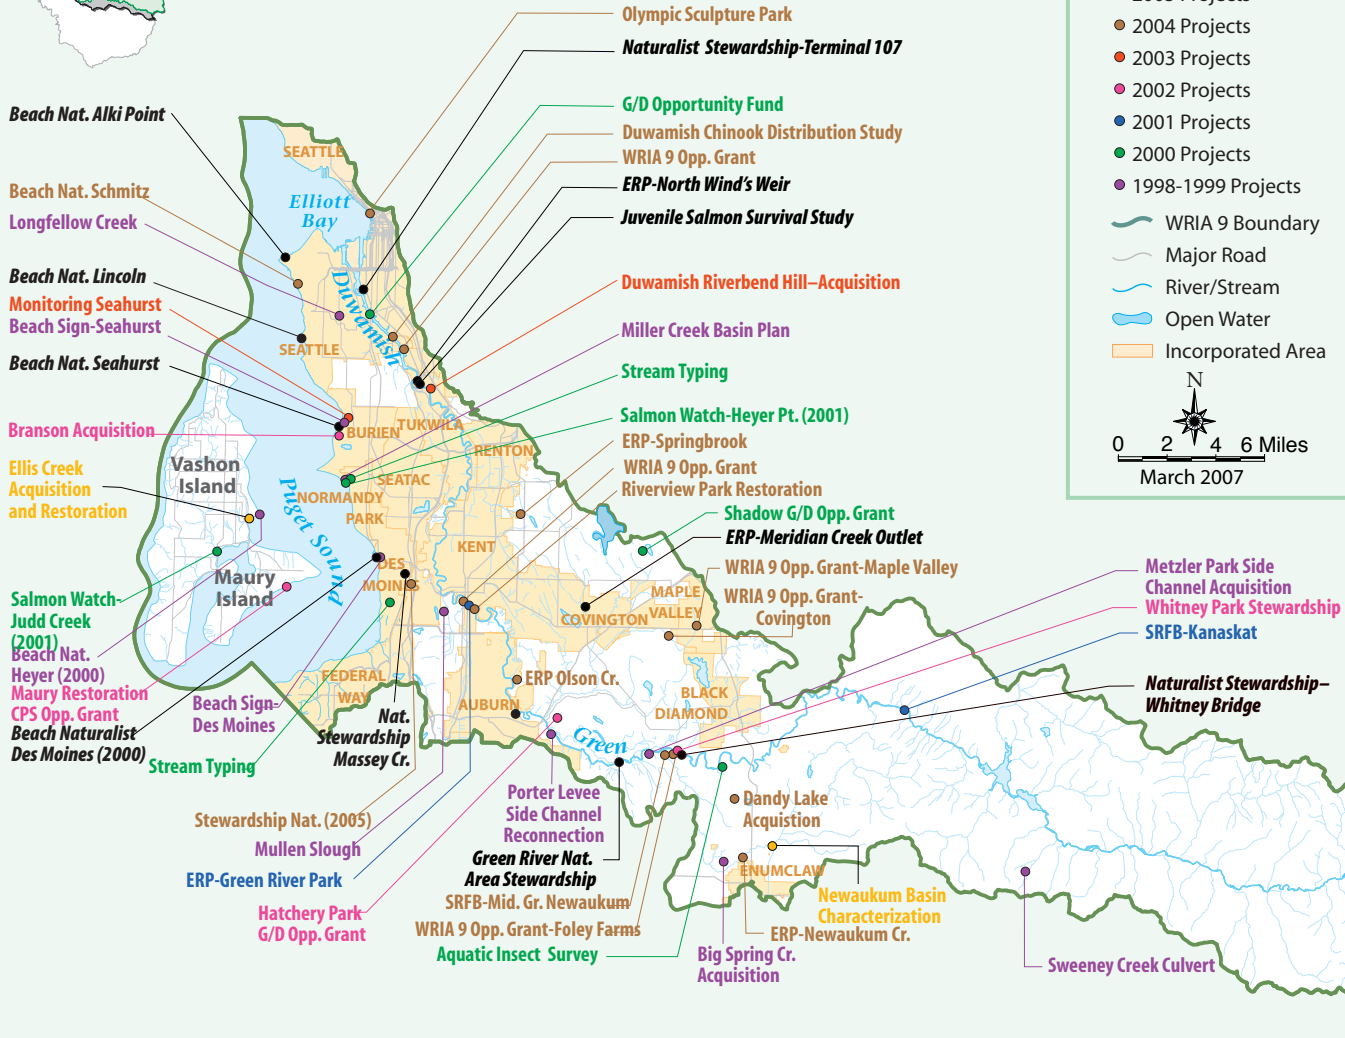 Olympic Sculpture Park
Naturalist Stewardship-Terminal 107
G/D Opportunity Fund
Duwamish Chinook Distribution Study
WRIA 9 Opp. Grant
ERP-North Wind's Weir
Juvenile Salmon Survival Study
Duwamish Riverbend Hill–Acquisition
Miller Creek Basin Plan
Stream Typing
Salmon Watch-Heyer Pt. (2001)
ERP-Springbrook
WRIA 9 Opp. Grant
Riverview Park Restoration
Shadow G/D Opp. Grant
ERP-Meridian Creek Outlet
WRIA 9 Opp. Grant-Maple Valley
WRIA 9 Opp. Grant-
Covington
2004 Projects
2003 Projects
2002 Projects
2001 Projects
2000 Projects
1998-1999 Projects
WRIA 9 Boundary
Major Road
River/Stream
Open Water
Incorporated Area
N
0 2 4 6 Miles
March 2007
Beach Nat. Alki Point
Beach Nat. Schmitz
Longfellow Creek
Beach Nat. Lincoln
Monitoring Seahurst
Beach Sign-Seahurst
Beach Nat. Seahurst
Branson Acquisition
Ellis Creek
Acquisition
and Restoration
Salmon Watch-
Judd Creek
(2001)
Beach Nat.
Heyer (2000)
Maury Restoration
CPS Opp. Grant
Beach Naturalist
Des Moines (2000)
Stream Typing
Beach Sign-
Des Moines
Nat.
Stewardship
Massey Cr.
SEATTLE
Elliott
Bay
Duwamish
SEATTLE
BURIEN
TUKWILA
RENTON
SEATAC
NORMANDY
PARK
Vashon
Island
Puget Sound
KENT
DES
MOINES
Maury
Island
COVINGTON
MAPLE
VALLEY
FEDERAL
WAY
AUBURN
ERP Olson Cr.
BLACK
DIAMOND
Green
Metzler Park Side
Channel Acquisition
Whitney Park Stewardship
SRFB-Kanaskat
Naturalist Stewardship–
Whitney Bridge
Stewardship Nat. (2005)
Mullen Slough
ERP-Green River Park
Hatchery Park
G/D Opp. Grant
Porter Levee
Side Channel
Reconnection
Green River Nat.
Area Stewardship
SRFB-Mid. Gr. Newaukum
WRIA 9 Opp. Grant-Foley Farms
Aquatic Insect Survey
Dandy Lake
Acquistion
ENUMCLAW
Newaukum Basin
Characterization
ERP-Newaukum Cr.
Big Spring Cr.
Acquisition
Sweeney Creek Culvert